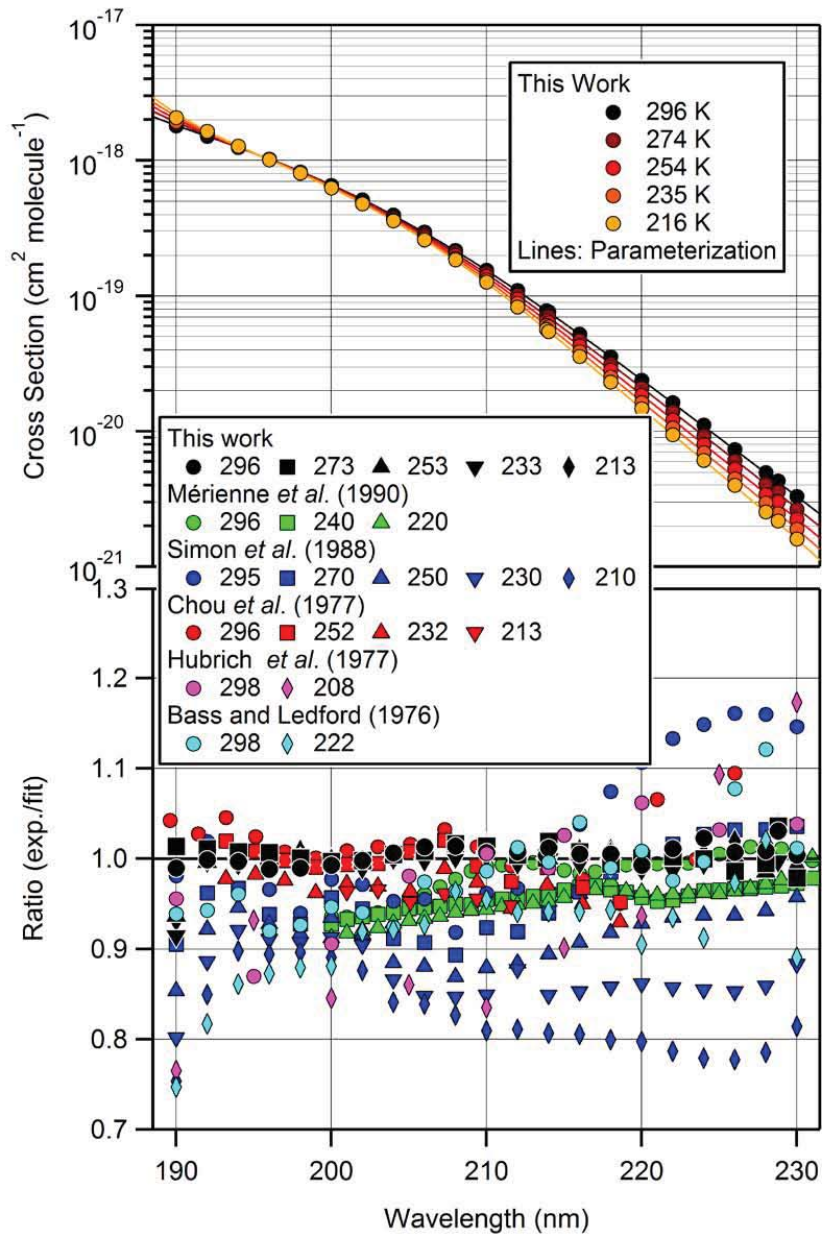 10-17
10-18
10-19
10-20
10-21
Cross Section (cm2 molecule-1)
This Work
296 K
274 K
254 K
235 K
216 K
Lines: Parameterization
This work
296 273 253 233 213
Mérienne et al. (1990)
296 240 220
Simon et al. (1988)
295 270 250 230 210
Chou et al. (1977)
296 252 232 213
Hubrich et al. (1977)
298 208
Bass and Ledford (1976)
298 222
1.3
1.2
1.1
1.0
0.9
0.8
0.7
Ratio (exp./fit)
190 200 210 220 230
Wavelength (nm)